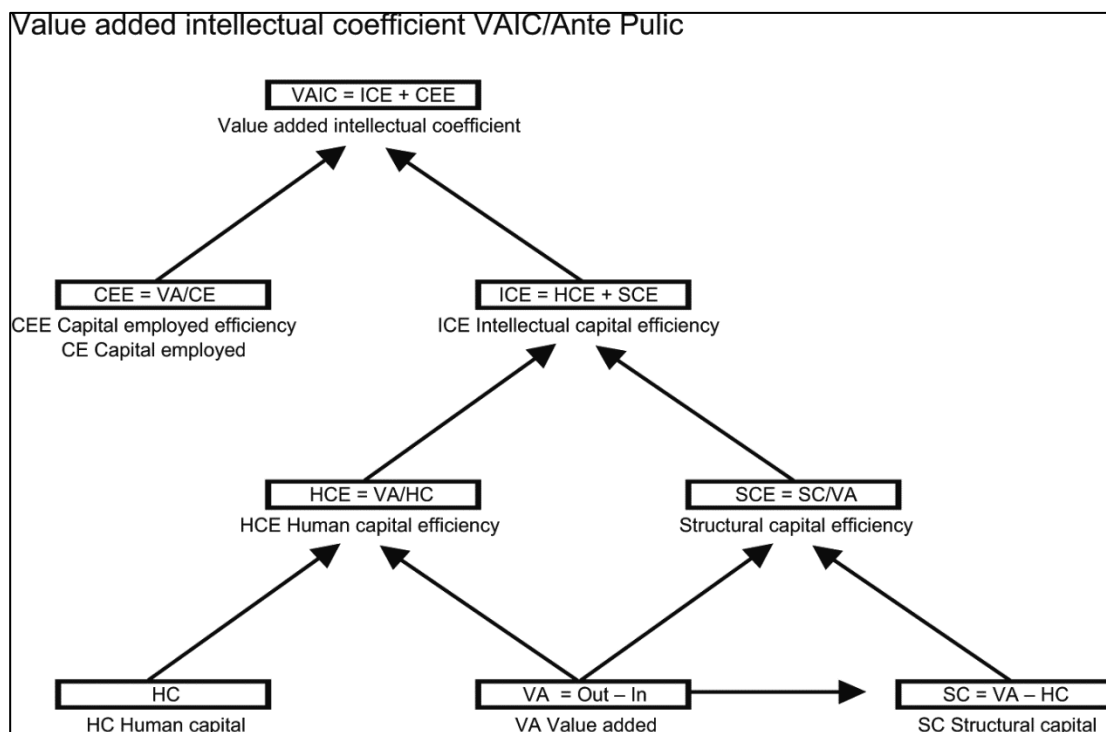 Value added intellectual coefficient VAIC/Ante Pulic
VAIC = ICE + CEE
Value added intellectual coefficient
CEE = VA/CE
CEE Capital employed efficiency
CE Capital employed
ICE = HCE + SCE
ICE Intellectual capital efficiency
HCE = VA/HC
HCE Human capital efficiency
SCE = SC/VA
Structural capital efficiency
HC
HC Human capital
VA = Out – In
VA Value added
SC = VA – HC
SC Structural capital